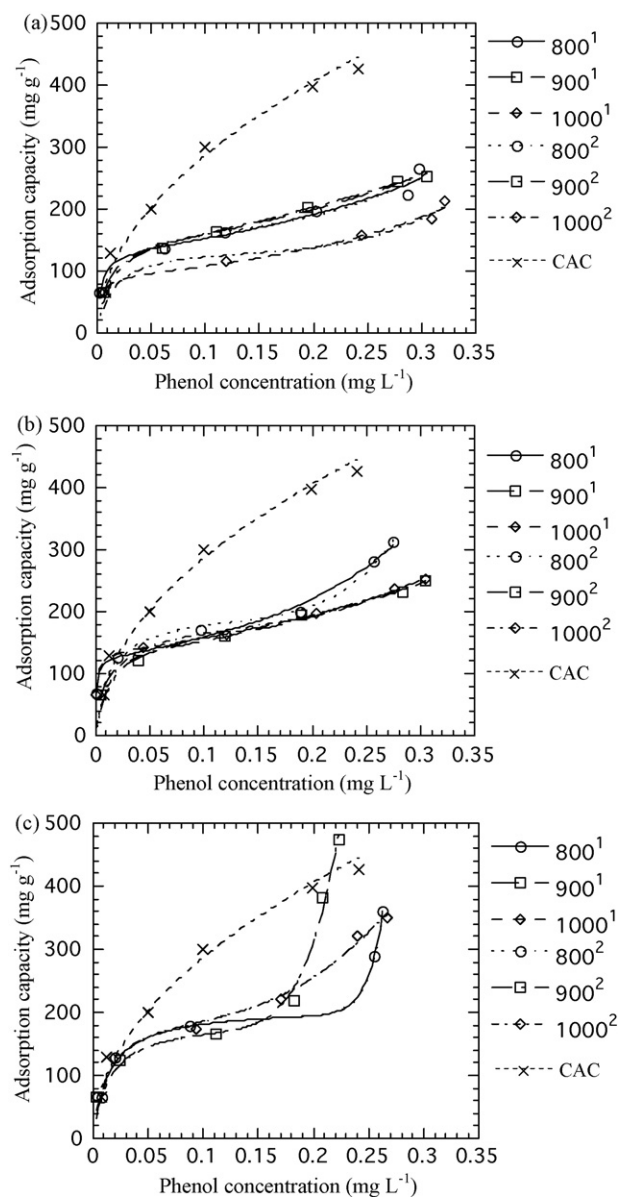 (a)
500
400
300
200
100
0
Adsorption capacity (mg g⁻¹)
0 0.05 0.1 0.15 0.2 0.25 0.3 0.35
Phenol concentration (mg L⁻¹)
800¹
900¹
1000¹
800²
900²
1000²
CAC
(b)
500
400
300
200
100
0
Adsorption capacity (mg g⁻¹)
0 0.05 0.1 0.15 0.2 0.25 0.3 0.35
Phenol concentration (mg L⁻¹)
800¹
900¹
1000¹
800²
900²
1000²
CAC
(c)
500
400
300
200
100
0
Adsorption capacity (mg g⁻¹)
0 0.05 0.1 0.15 0.2 0.25 0.3 0.35
Phenol concentration (mg L⁻¹)
800¹
900¹
1000¹
800²
900²
1000²
CAC